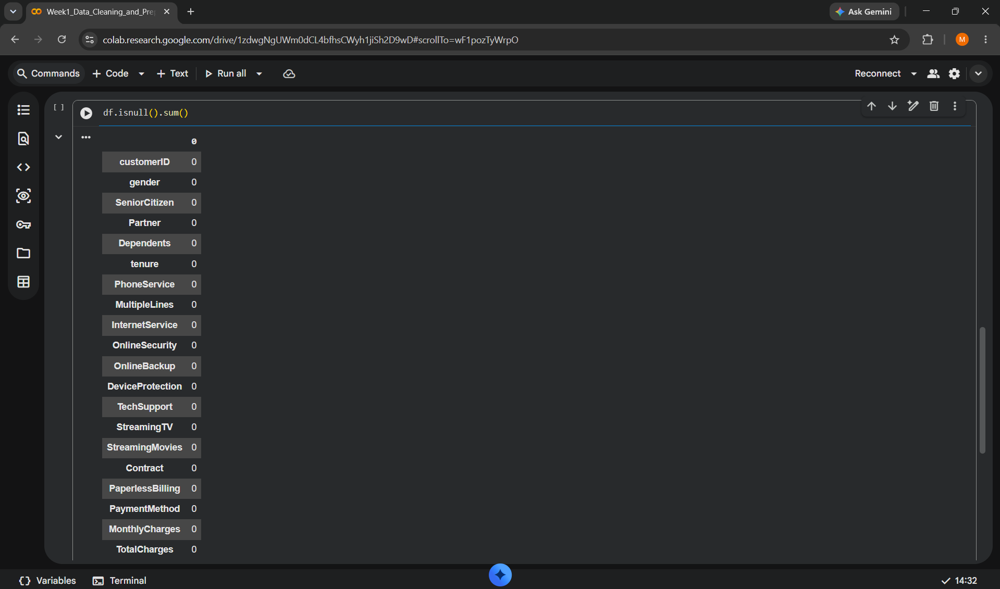 Week1_Data_Cleaning_and_Pre
Ask Gemini
colab.research.google.com/drive/1zdwgNgUWm0dCL4bfhsCWyh1jiSh2D9wD#scrollTo=wF1pozTyWrpO
M
Commands
+ Code
+ Text
Run all
Reconnect
[ ]
df.isnull().sum()
0
customerID 0
gender 0
SeniorCitizen 0
Partner 0
Dependents 0
tenure 0
PhoneService 0
MultipleLines 0
InternetService 0
OnlineSecurity 0
OnlineBackup 0
DeviceProtection 0
TechSupport 0
StreamingTV 0
StreamingMovies 0
Contract 0
PaperlessBilling 0
PaymentMethod 0
MonthlyCharges 0
TotalCharges 0
Variables
Terminal
14:32